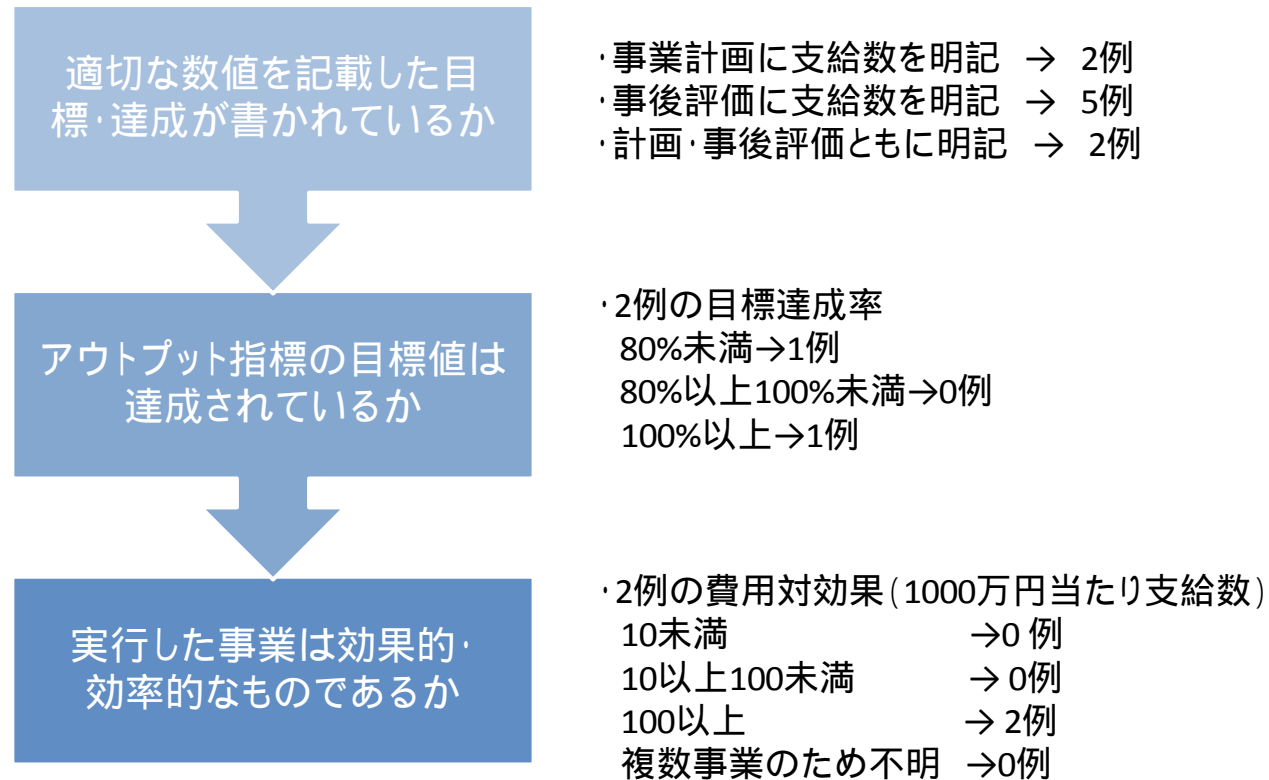 適切な数値を記載した目
標・達成が書かれているか
・事業計画に支給数を明記 → 2例
・事後評価に支給数を明記 → 5例
・計画・事後評価ともに明記 → 2例
アウトプット指標の目標値は
達成されているか
・2例の目標達成率
80%未満→1例
80%以上100%未満→0例
100%以上→1例
実行した事業は効果的・
効率的なものであるか
・2例の費用対効果(1000万円当たり支給数)
10未満 →0 例
10以上100未満 → 0例
100以上 → 2例
複数事業のため不明 →0例